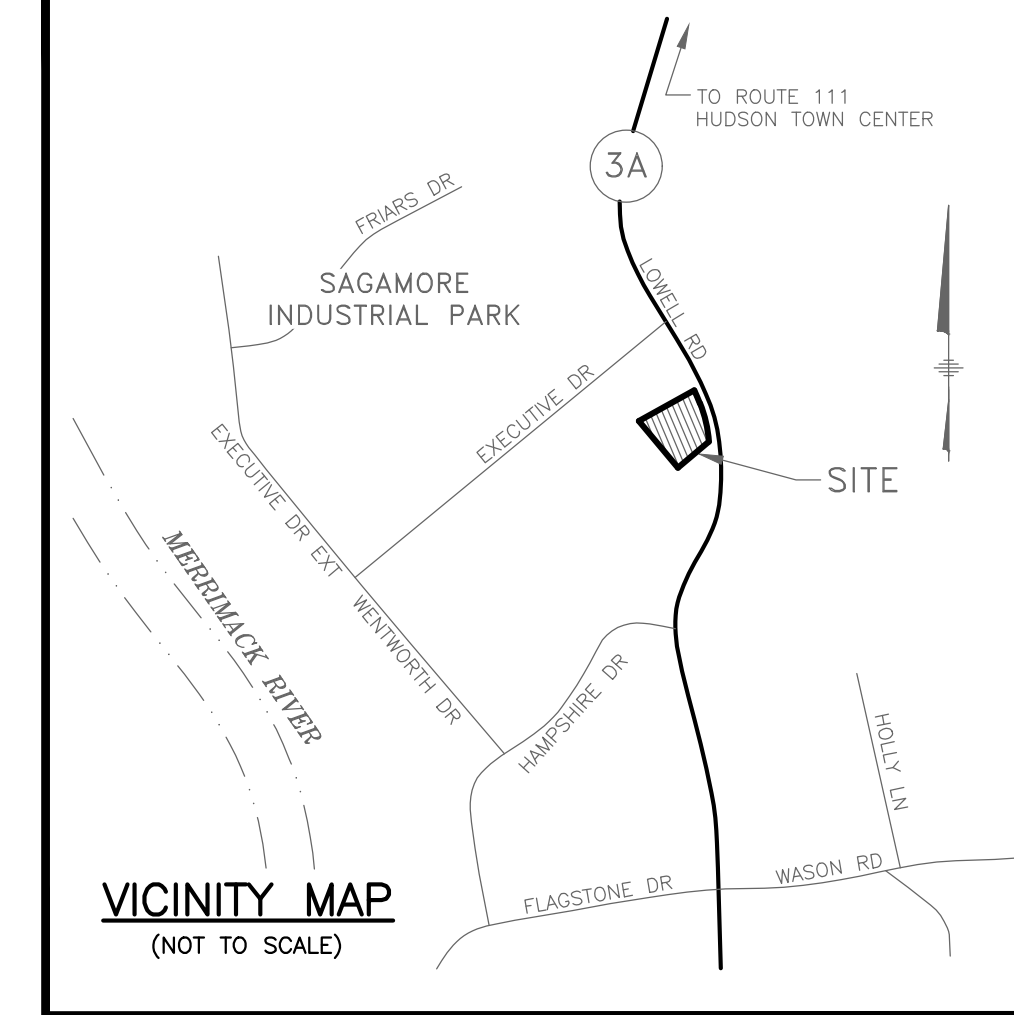 TO ROUTE 111
HUDSON TOWN CENTER
3A
FRIARS DR
SAGAMORE
INDUSTRIAL PARK
LOWELL RD
EXECUTIVE DR
SITE
EXECUTIVE DR EXT
MERRIMACK RIVER
WENTWORTH DR
HAMPSHIRE DR
HOLLY LN
WASON RD
FLAGSTONE DR
VICINITY MAP
(NOT TO SCALE)